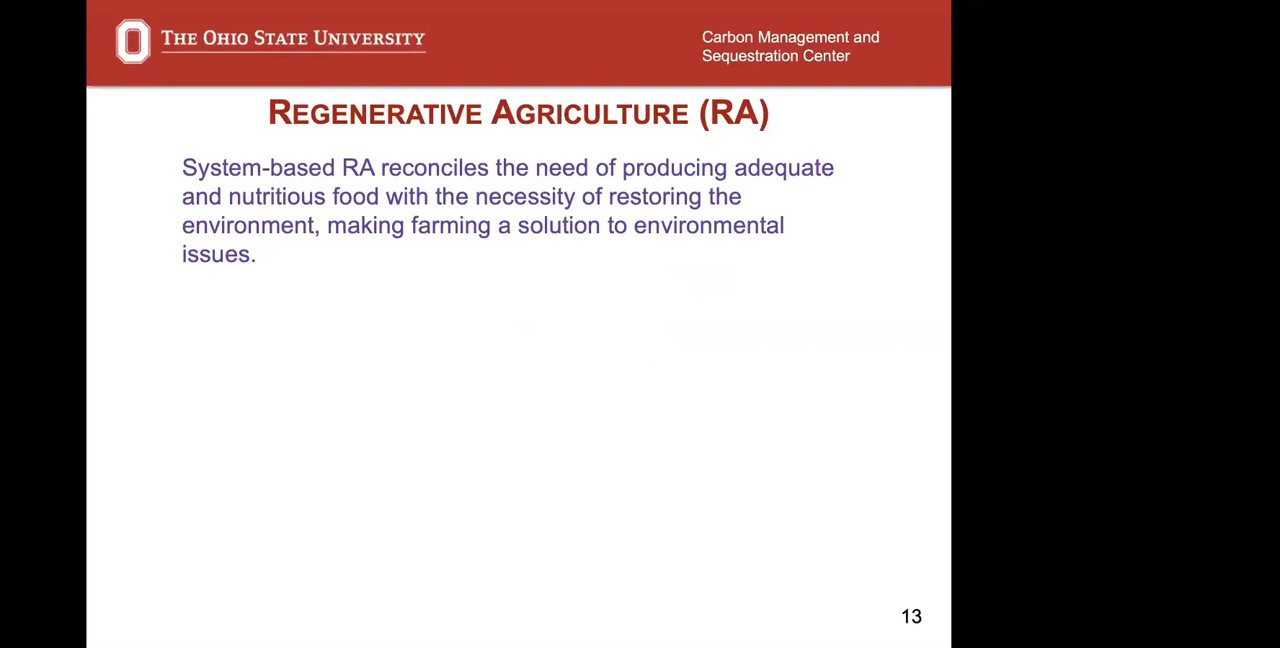 THE OHIO STATE UNIVERSITY
Carbon Management and
Sequestration Center
REGENERATIVE AGRICULTURE (RA)
System-based RA reconciles the need of producing adequate
and nutritious food with the necessity of restoring the
environment, making farming a solution to environmental
issues.
13